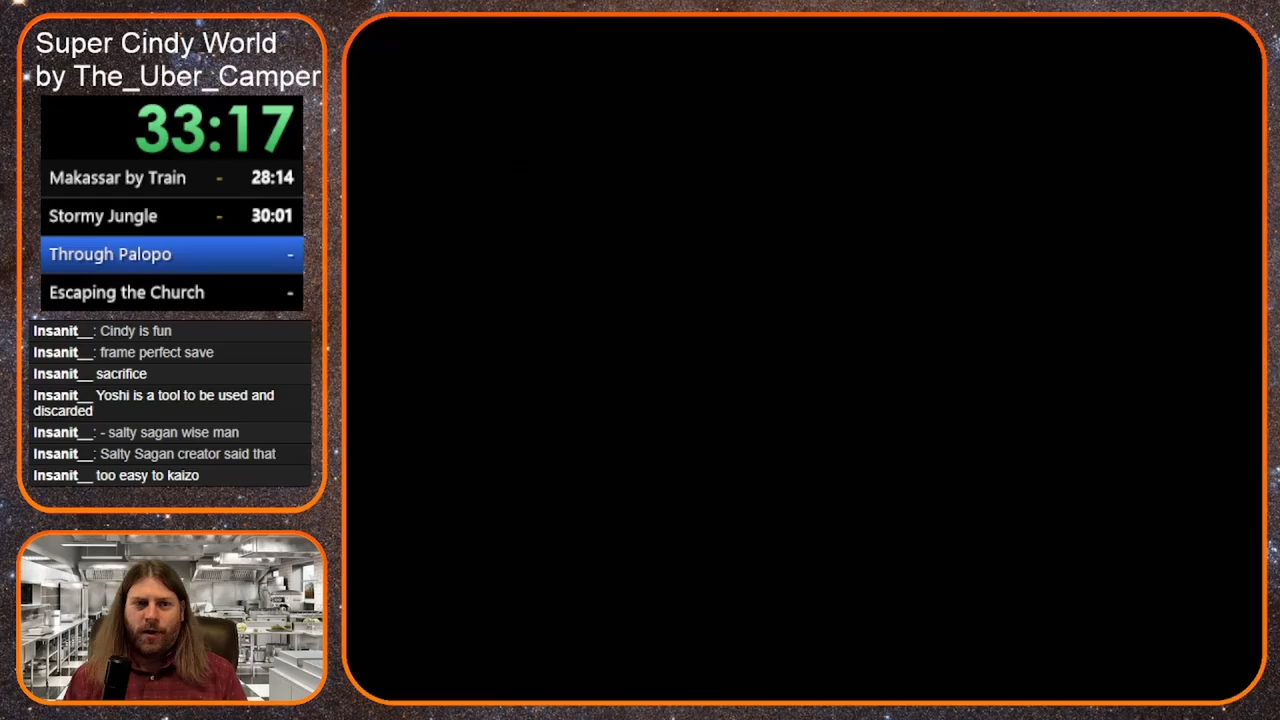 Super Cindy World
by The_Uber_Camper
33:17
Makassar by Train - 28:14
Stormy Jungle - 30:01
Through Palopo -
Escaping the Church -
Insanit__: Cindy is fun
Insanit__: frame perfect save
Insanit__ sacrifice
Insanit__ Yoshi is a tool to be used and
discarded
Insanit__: - salty sagan wise man
Insanit__: Salty Sagan creator said that
Insanit__ too easy to kaizo